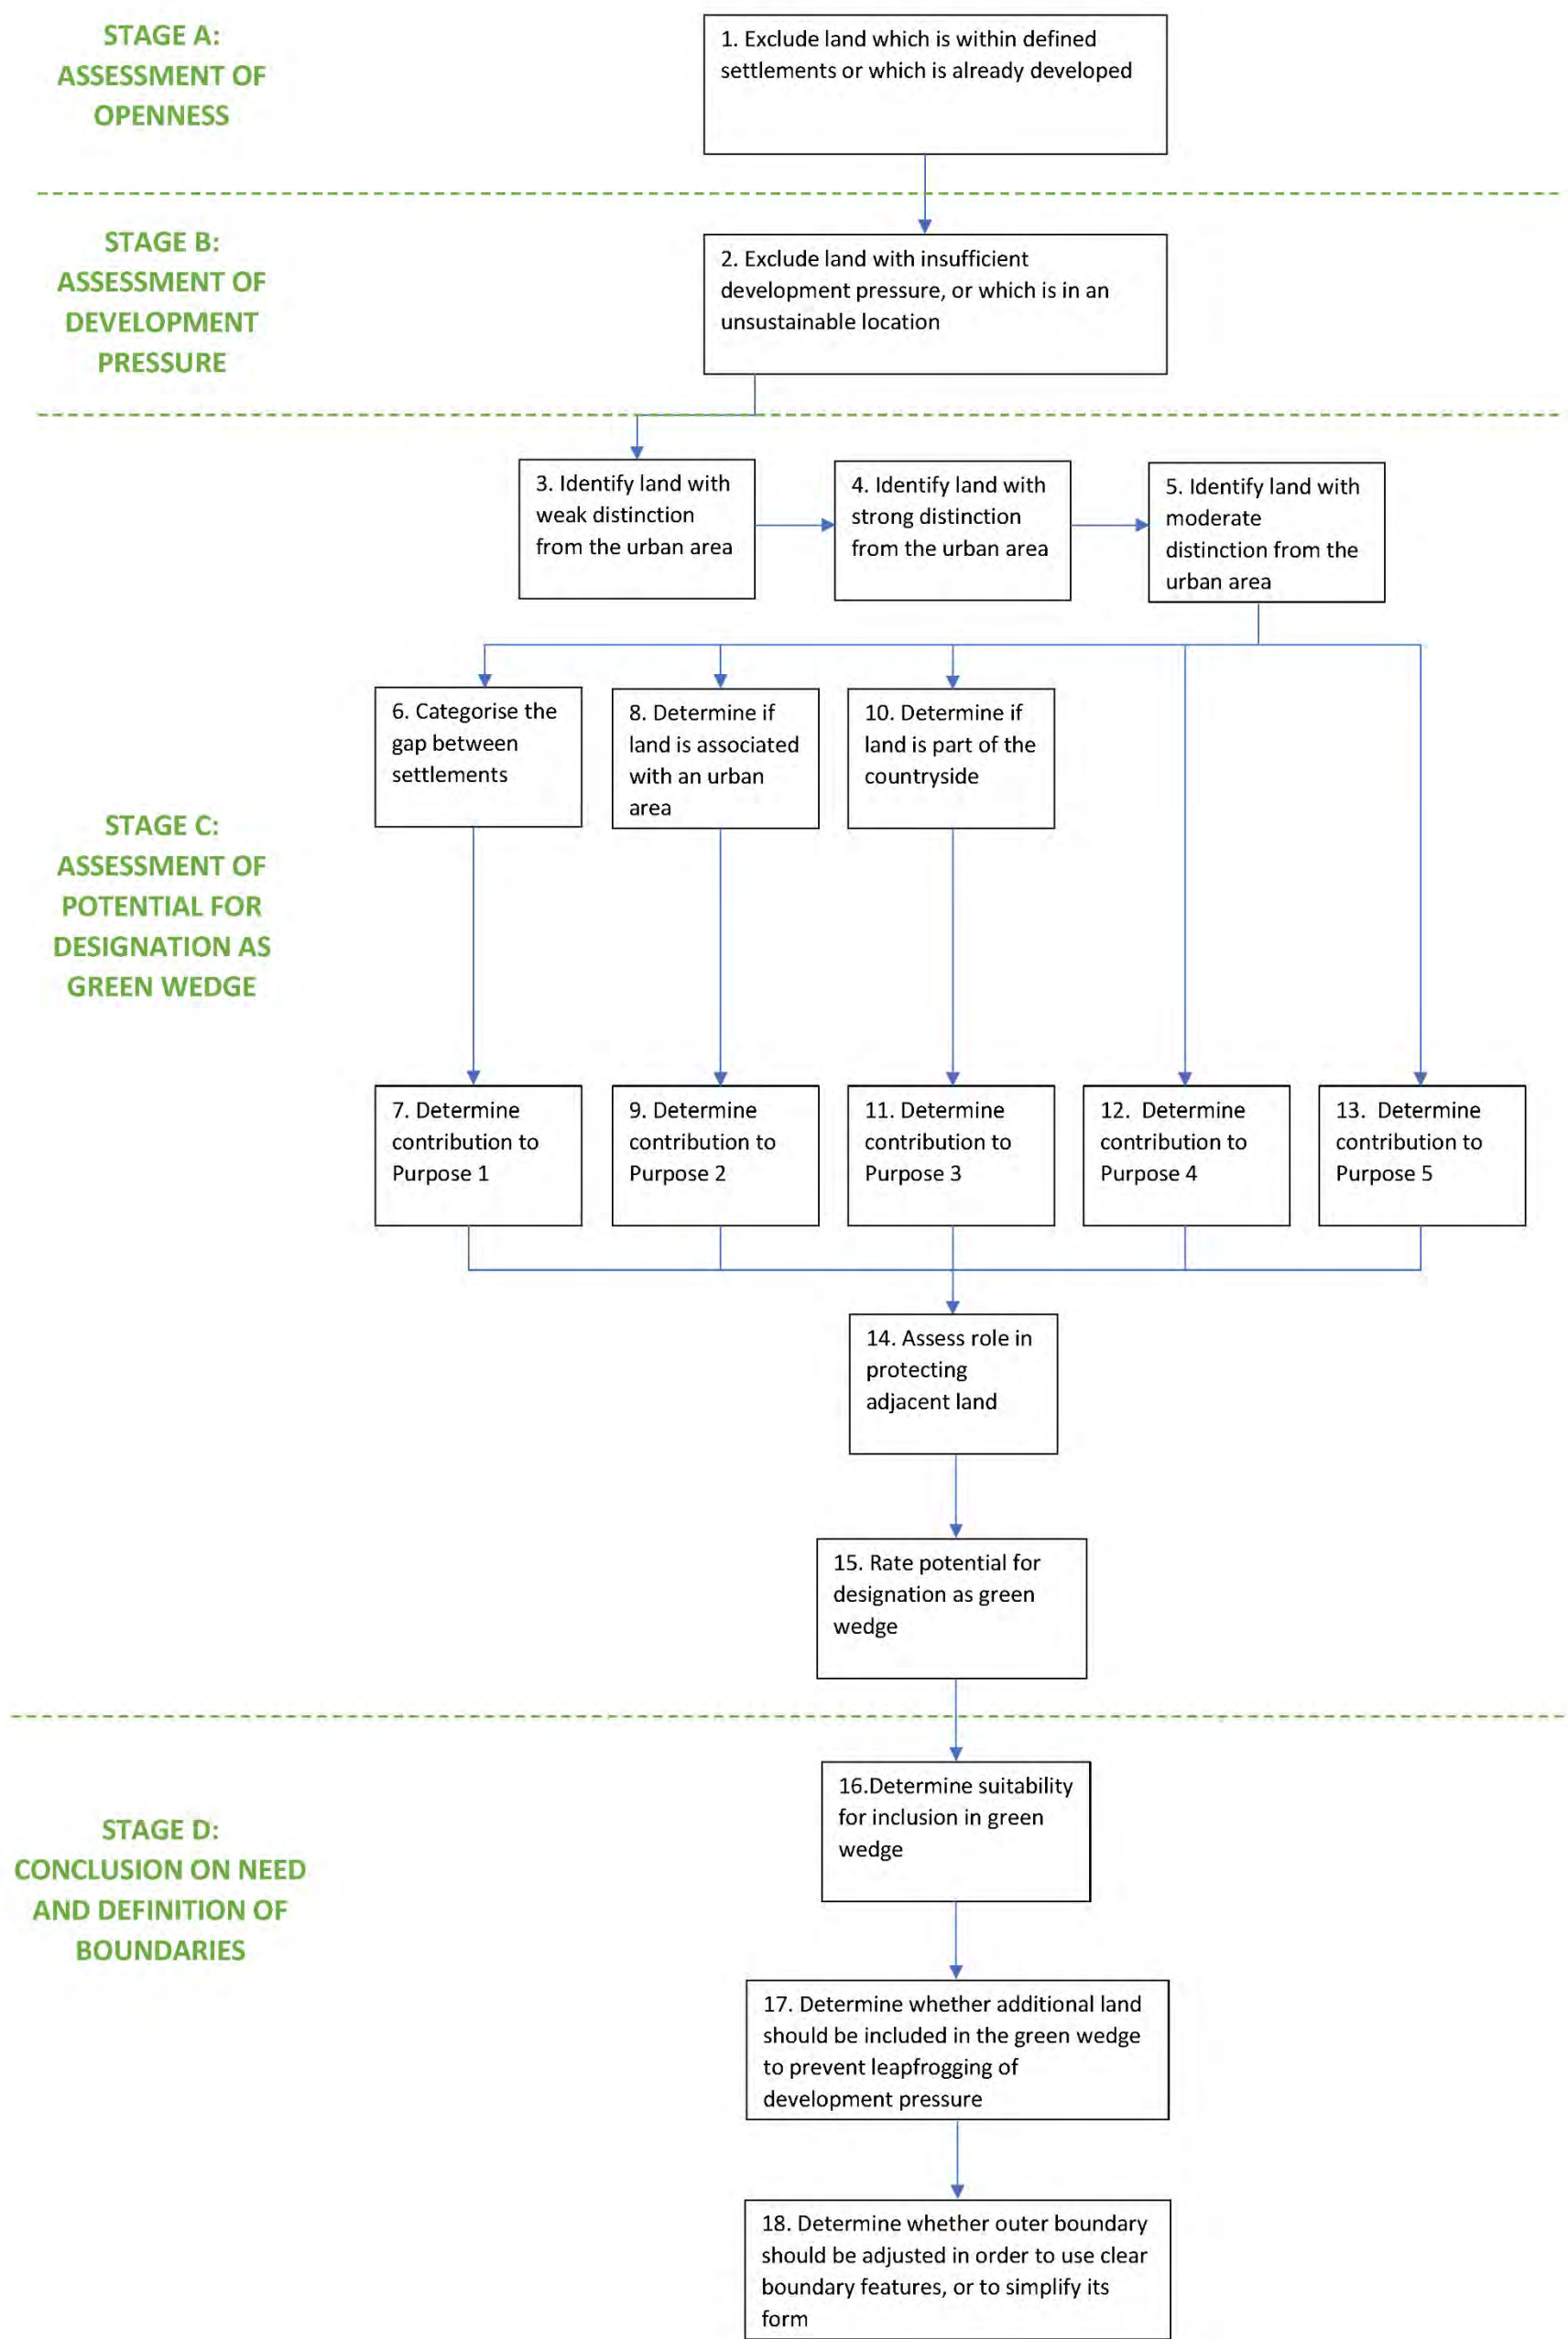 STAGE A:
ASSESSMENT OF
OPENNESS
1. Exclude land which is within defined
settlements or which is already developed
STAGE B:
ASSESSMENT OF
DEVELOPMENT
PRESSURE
2. Exclude land with insufficient
development pressure, or which is in an
unsustainable location
3. Identify land with
weak distinction
from the urban area
4. Identify land with
strong distinction
from the urban area
5. Identify land with
moderate
distinction from the
urban area
STAGE C:
ASSESSMENT OF
POTENTIAL FOR
DESIGNATION AS
GREEN WEDGE
6. Categorise the
gap between
settlements
8. Determine if
land is associated
with an urban
area
10. Determine if
land is part of the
countryside
7. Determine
contribution to
Purpose 1
9. Determine
contribution to
Purpose 2
11. Determine
contribution to
Purpose 3
12. Determine
contribution to
Purpose 4
13. Determine
contribution to
Purpose 5
14. Assess role in
protecting
adjacent land
15. Rate potential for
designation as green
wedge
STAGE D:
CONCLUSION ON NEED
AND DEFINITION OF
BOUNDARIES
16.Determine suitability
for inclusion in green
wedge
17. Determine whether additional land
should be included in the green wedge
to prevent leapfrogging of
development pressure
18. Determine whether outer boundary
should be adjusted in order to use clear
boundary features, or to simplify its
form